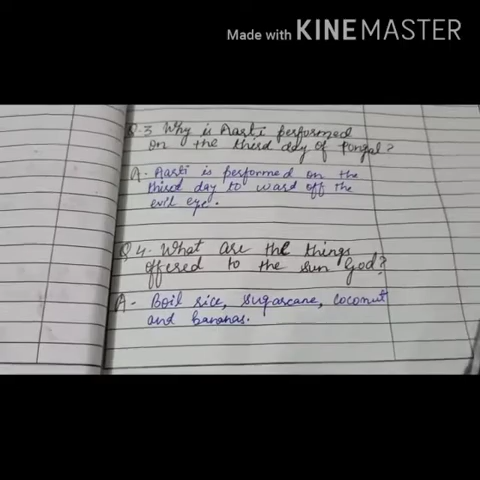 Made with KINEMASTER
Q.3 Why is Aarti performed
on the third day of Pongal?
A. Aarti is performed on the
third day to ward off the
evil eye.
Q 4. What are the things
offered to the sun God?
A - Boil rice, sugarcane, coconut
and bananas.